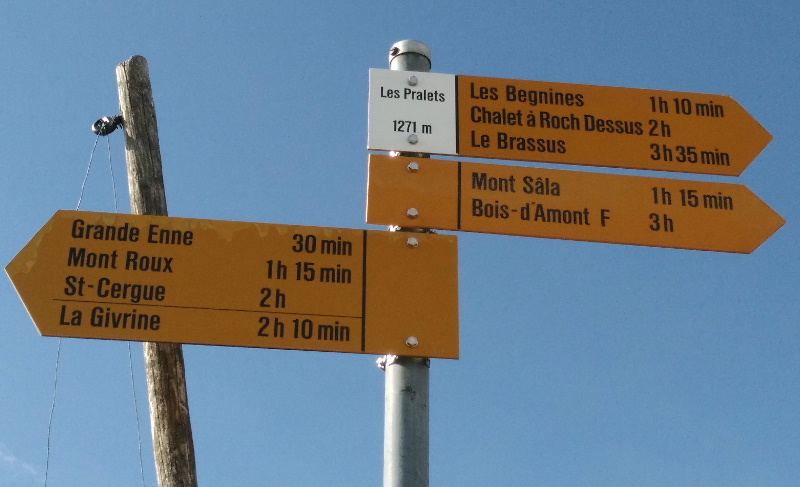 Les Pralets
1271 m
Les Begnines 1h 10 min
Chalet à Roch Dessus 2h
Le Brassus 3h 35 min
Mont Sâla 1h 15 min
Bois-d'Amont F 3h
Grande Enne 30 min
Mont Roux 1h 15 min
St-Cergue 2h
La Givrine 2h 10 min